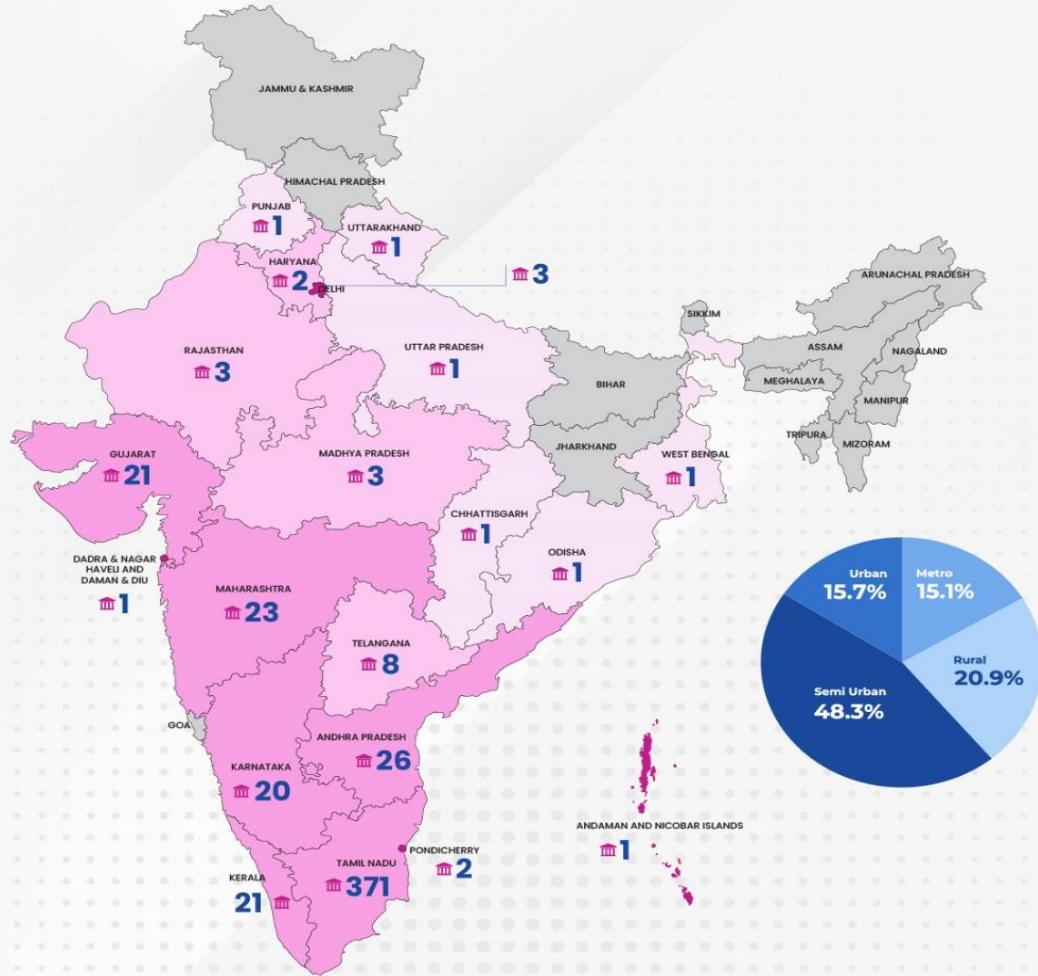 JAMMU & KASHMIR
HIMACHAL PRADESH
PUNJAB
1
UTTARAKHAND
1
HARYANA
2
DELHI
3
ARUNACHAL PRADESH
SIKKIM
ASSAM
NAGALAND
MEGHALAYA
MANIPUR
TRIPURA
MIZORAM
RAJASTHAN
3
UTTAR PRADESH
1
BIHAR
JHARKHAND
WEST BENGAL
1
GUJARAT
21
MADHYA PRADESH
3
CHHATTISGARH
1
ODISHA
1
DADRA & NAGAR
HAVELI AND
DAMAN & DIU
1
MAHARASHTRA
23
TELANGANA
8
GOA
ANDHRA PRADESH
26
KARNATAKA
20
PONDICHERRY
2
TAMIL NADU
371
KERALA
21
ANDAMAN AND NICOBAR ISLANDS
1
Urban
15.7%
Metro
15.1%
Rural
20.9%
Semi Urban
48.3%